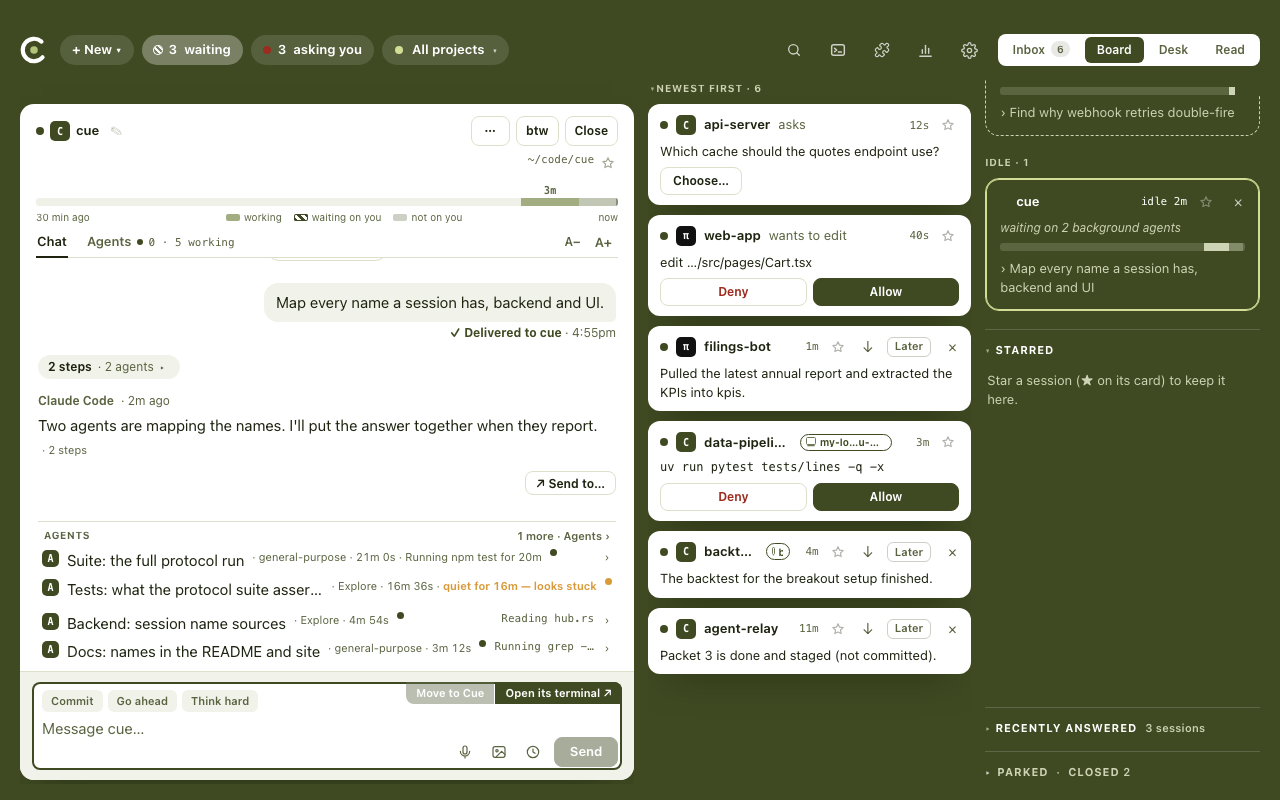 + New
3 waiting
3 asking you
All projects
Inbox 6
Board
Desk
Read
C cue
...
btw
Close
~/code/cue
3m
30 min ago
working
waiting on you
not on you
now
Chat
Agents 0 · 5 working
A−
A+
Map every name a session has, backend and UI.
✓ Delivered to cue · 4:55pm
2 steps · 2 agents
Claude Code · 2m ago
Two agents are mapping the names. I'll put the answer together when they report.
· 2 steps
↗ Send to...
AGENTS
1 more · Agents ›
A Suite: the full protocol run · general-purpose · 21m 0s · Running npm test for 20m ›
A Tests: what the protocol suite asser... · Explore · 16m 36s · quiet for 16m — looks stuck
A Backend: session name sources · Explore · 4m 54s Reading hub.rs ›
A Docs: names in the README and site · general-purpose · 3m 12s Running grep −… ›
Commit
Go ahead
Think hard
Move to Cue
Open its terminal ↗
Message cue...
Send
NEWEST FIRST · 6
C api-server asks 12s
Which cache should the quotes endpoint use?
Choose...
π web-app wants to edit 40s
edit .../src/pages/Cart.tsx
Deny
Allow
π filings-bot 1m ↓ Later ×
Pulled the latest annual report and extracted the
KPIs into kpis.
C data-pipeli... my-lo...u-... 3m
uv run pytest tests/lines −q −x
Deny
Allow
C backt... 4m ↓ Later ×
The backtest for the breakout setup finished.
C agent-relay 11m ↓ Later ×
Packet 3 is done and staged (not committed).
› Find why webhook retries double-fire
IDLE · 1
cue idle 2m ×
waiting on 2 background agents
› Map every name a session has,
backend and UI
STARRED
Star a session (★ on its card) to keep it
here.
RECENTLY ANSWERED 3 sessions
PARKED · CLOSED 2